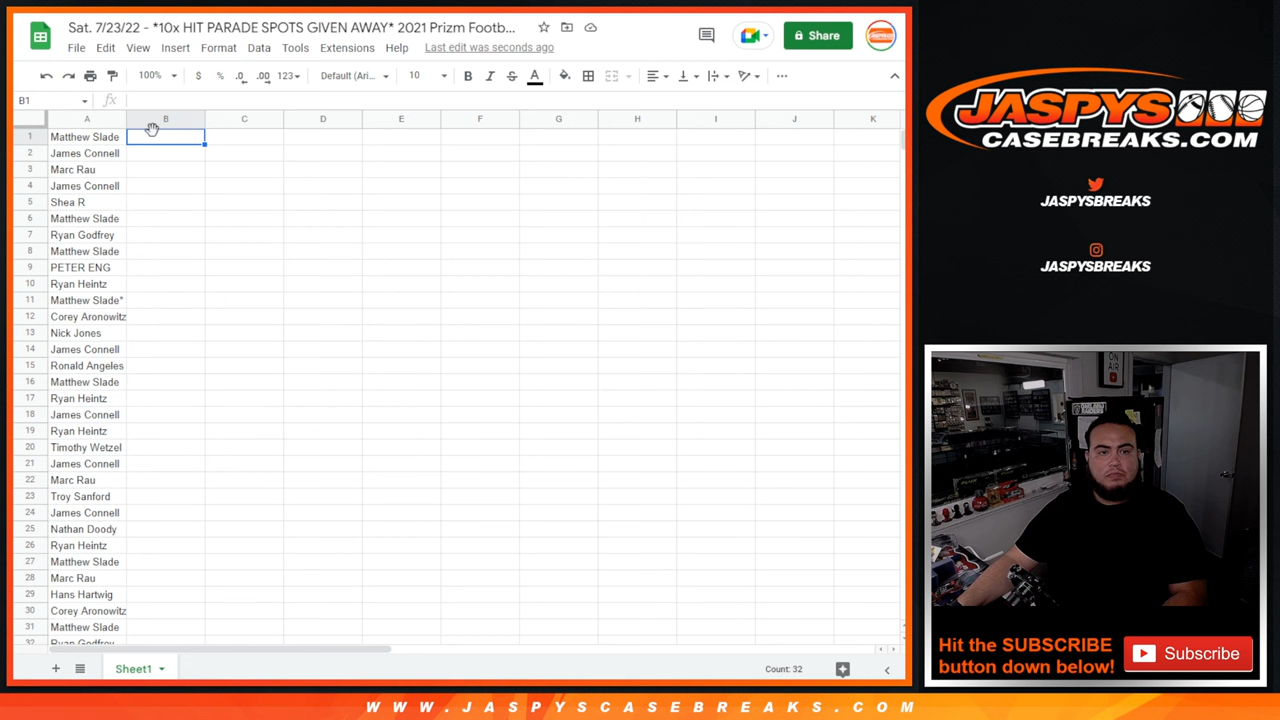 Sat. 7/23/22 - *10x HIT PARADE SPOTS GIVEN AWAY* 2021 Prizm Footb...
File Edit View Insert Format Data Tools Extensions Help Last edit was seconds ago
Share
100% $ % .0 .00 123 Default (Ari... 10 B I S A
B1 fx
A B C D E F G H I J K
1 Matthew Slade
2 James Connell
3 Marc Rau
4 James Connell
5 Shea R
6 Matthew Slade
7 Ryan Godfrey
8 Matthew Slade
9 PETER ENG
10 Ryan Heintz
11 Matthew Slade*
12 Corey Aronowitz
13 Nick Jones
14 James Connell
15 Ronald Angeles
16 Matthew Slade
17 Ryan Heintz
18 James Connell
19 Ryan Heintz
20 Timothy Wetzel
21 James Connell
22 Marc Rau
23 Troy Sanford
24 James Connell
25 Nathan Doody
26 Ryan Heintz
27 Matthew Slade
28 Marc Rau
29 Hans Hartwig
30 Corey Aronowitz
31 Matthew Slade
32 Ryan Godfrey
Sheet1
Count: 32
JASPYS
CASEBREAKS.COM
JASPYSBREAKS
JASPYSBREAKS
ON AIR
Hit the SUBSCRIBE
button down below!
Subscribe
WWW.JASPYSCASEBREAKS.COM